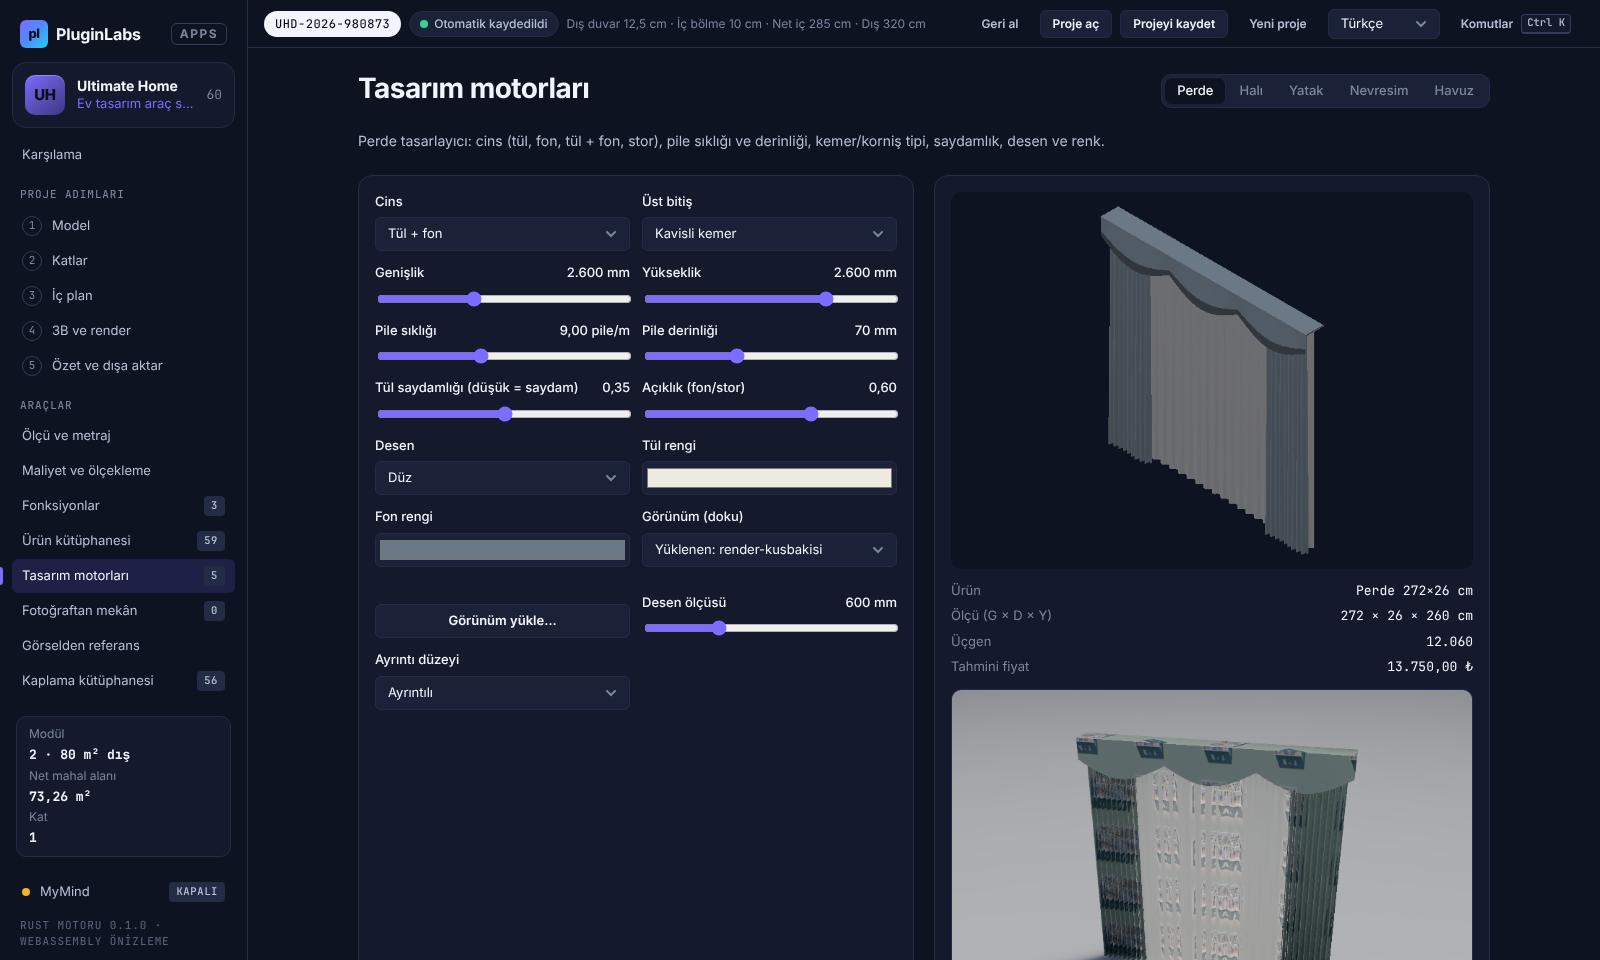 pl PluginLabs APPS
UH Ultimate Home 60
Ev tasarım araç s...
Karşılama
PROJE ADIMLARI
1 Model
2 Katlar
3 İç plan
4 3B ve render
5 Özet ve dışa aktar
ARAÇLAR
Ölçü ve metraj
Maliyet ve ölçekleme
Fonksiyonlar 3
Ürün kütüphanesi 59
Tasarım motorları 5
Fotoğraftan mekân 0
Görselden referans
Kaplama kütüphanesi 56
Modül
2 · 80 m² dış
Net mahal alanı
73,26 m²
Kat
1
MyMind KAPALI
RUST MOTORU 0.1.0 ·
WEBASSEMBLY ÖNİZLEME
UHD-2026-980873 Otomatik kaydedildi Dış duvar 12,5 cm · İç bölme 10 cm · Net iç 285 cm · Dış 320 cm Geri al Proje aç Projeyi kaydet Yeni proje Türkçe Komutlar Ctrl K
Tasarım motorları
Perde Halı Yatak Nevresim Havuz
Perde tasarlayıcı: cins (tül, fon, tül + fon, stor), pile sıklığı ve derinliği, kemer/korniş tipi, saydamlık, desen ve renk.
Cins Üst bitiş
Tül + fon Kavisli kemer
Genişlik 2.600 mm Yükseklik 2.600 mm
Pile sıklığı 9,00 pile/m Pile derinliği 70 mm
Tül saydamlığı (düşük = saydam) 0,35 Açıklık (fon/stor) 0,60
Desen Tül rengi
Düz
Fon rengi Görünüm (doku)
Yüklenen: render-kusbakisi
Görünüm yükle... Desen ölçüsü 600 mm
Ayrıntı düzeyi
Ayrıntılı
Ürün Perde 272×26 cm
Ölçü (G × D × Y) 272 × 26 × 260 cm
Üçgen 12.060
Tahmini fiyat 13.750,00 ₺